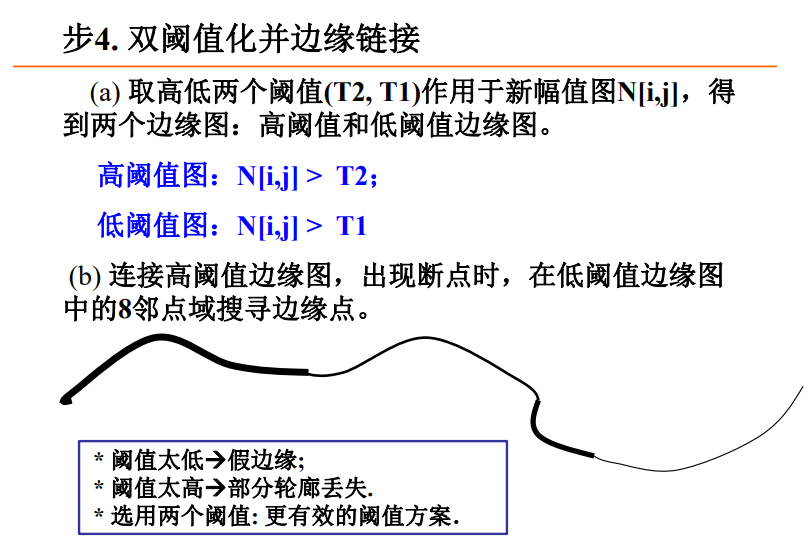 步4. 双阈值化并边缘链接
(a) 取高低两个阈值(T2, T1)作用于新幅值图N[i,j]，得
到两个边缘图：高阈值和低阈值边缘图。
高阈值图：N[i,j] > T2；
低阈值图：N[i,j] > T1
(b) 连接高阈值边缘图，出现断点时，在低阈值边缘图
中的8邻点域搜寻边缘点。
* 阈值太低→假边缘;
* 阈值太高→部分轮廓丢失.
* 选用两个阈值: 更有效的阈值方案.